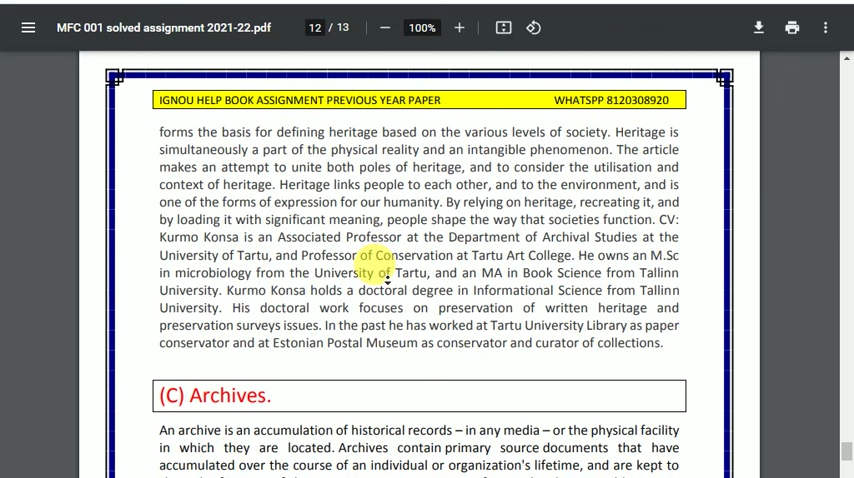 MFC 001 solved assignment 2021-22.pdf 12 / 13 100%
IGNOU HELP BOOK ASSIGNMENT PREVIOUS YEAR PAPER WHATSPP 8120308920
forms the basis for defining heritage based on the various levels of society. Heritage is
simultaneously a part of the physical reality and an intangible phenomenon. The article
makes an attempt to unite both poles of heritage, and to consider the utilisation and
context of heritage. Heritage links people to each other, and to the environment, and is
one of the forms of expression for our humanity. By relying on heritage, recreating it, and
by loading it with significant meaning, people shape the way that societies function. CV:
Kurmo Konsa is an Associated Professor at the Department of Archival Studies at the
University of Tartu, and Professor of Conservation at Tartu Art College. He owns an M.Sc
in microbiology from the University of Tartu, and an MA in Book Science from Tallinn
University. Kurmo Konsa holds a doctoral degree in Informational Science from Tallinn
University. His doctoral work focuses on preservation of written heritage and
preservation surveys issues. In the past he has worked at Tartu University Library as paper
conservator and at Estonian Postal Museum as conservator and curator of collections.
(C) Archives.
An archive is an accumulation of historical records – in any media – or the physical facility
in which they are located. Archives contain primary source documents that have
accumulated over the course of an individual or organization's lifetime, and are kept to